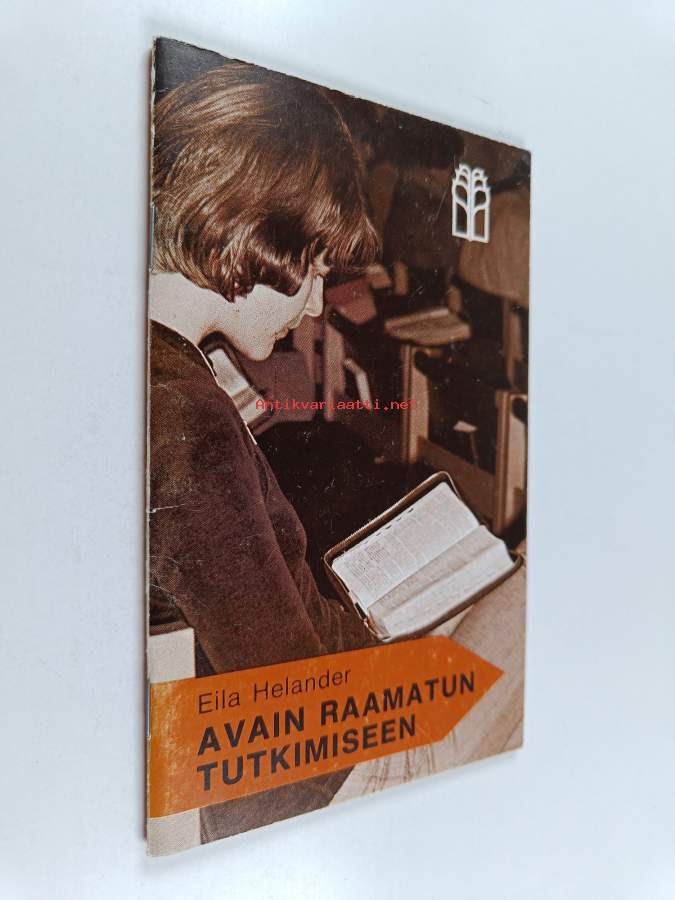 Antikvariaatti.net
Eila Helander
AVAIN RAAMATUN
TUTKIMISEEN